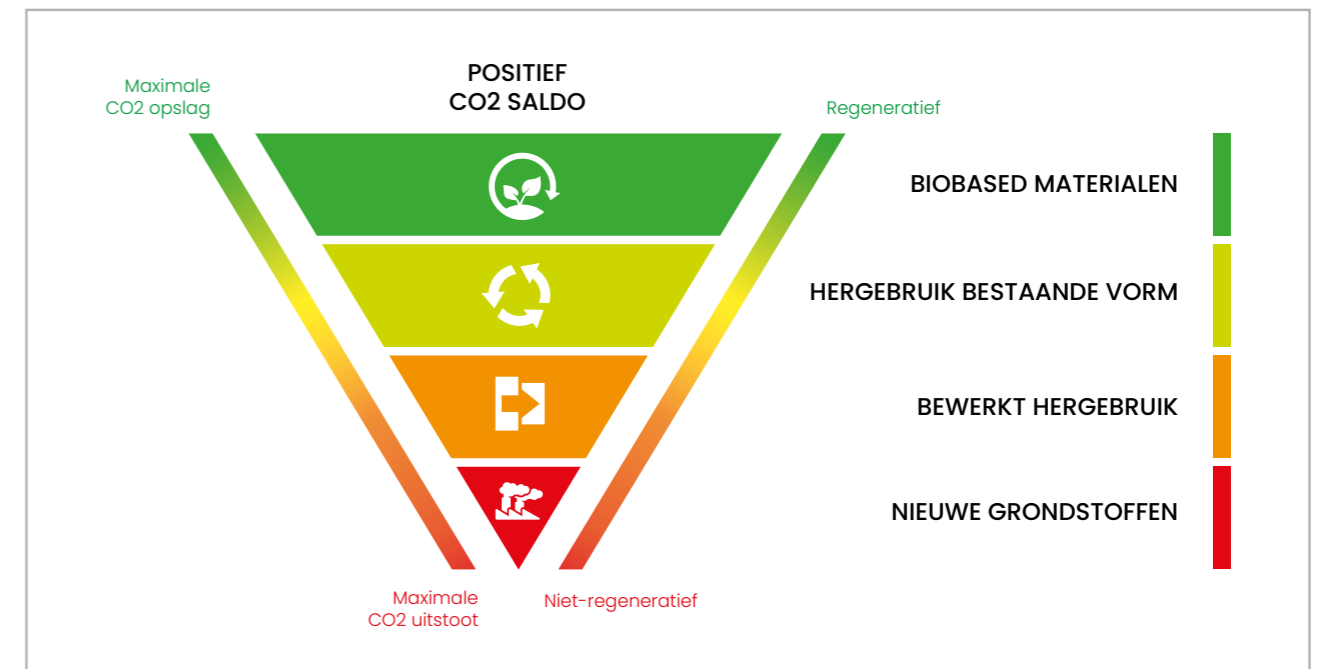 POSITIEF
CO2 SALDO
Maximale
CO2 opslag
Regeneratief
BIOBASED MATERIALEN
HERGEBRUIK BESTAANDE VORM
BEWERKT HERGEBRUIK
NIEUWE GRONDSTOFFEN
Maximale
CO2 uitstoot
Niet-regeneratief